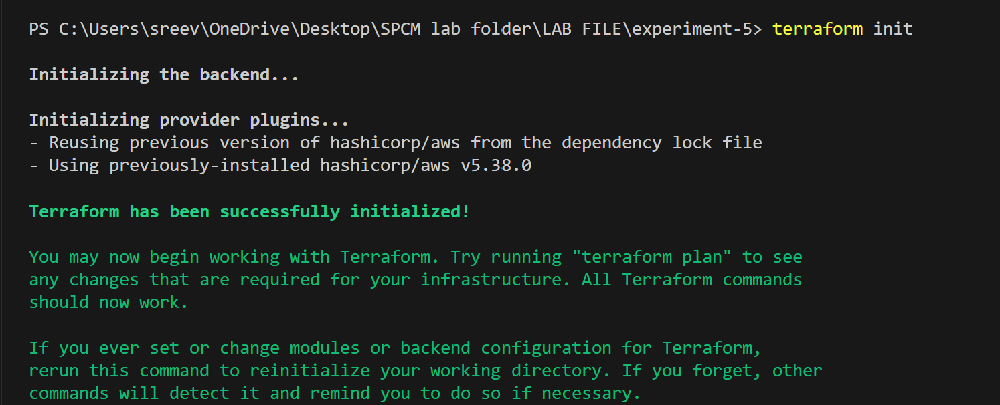 PS C:\Users\sreev\OneDrive\Desktop\SPCM lab folder\LAB FILE\experiment-5> terraform init
Initializing the backend...
Initializing provider plugins...
- Reusing previous version of hashicorp/aws from the dependency lock file
- Using previously-installed hashicorp/aws v5.38.0
Terraform has been successfully initialized!
You may now begin working with Terraform. Try running "terraform plan" to see
any changes that are required for your infrastructure. All Terraform commands
should now work.
If you ever set or change modules or backend configuration for Terraform,
rerun this command to reinitialize your working directory. If you forget, other
commands will detect it and remind you to do so if necessary.